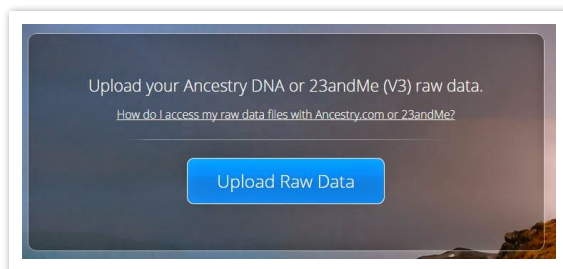 Upload your Ancestry DNA or 23andMe (V3) raw data.
How do I access my raw data files with Ancestry.com or 23andMe?
Upload Raw Data